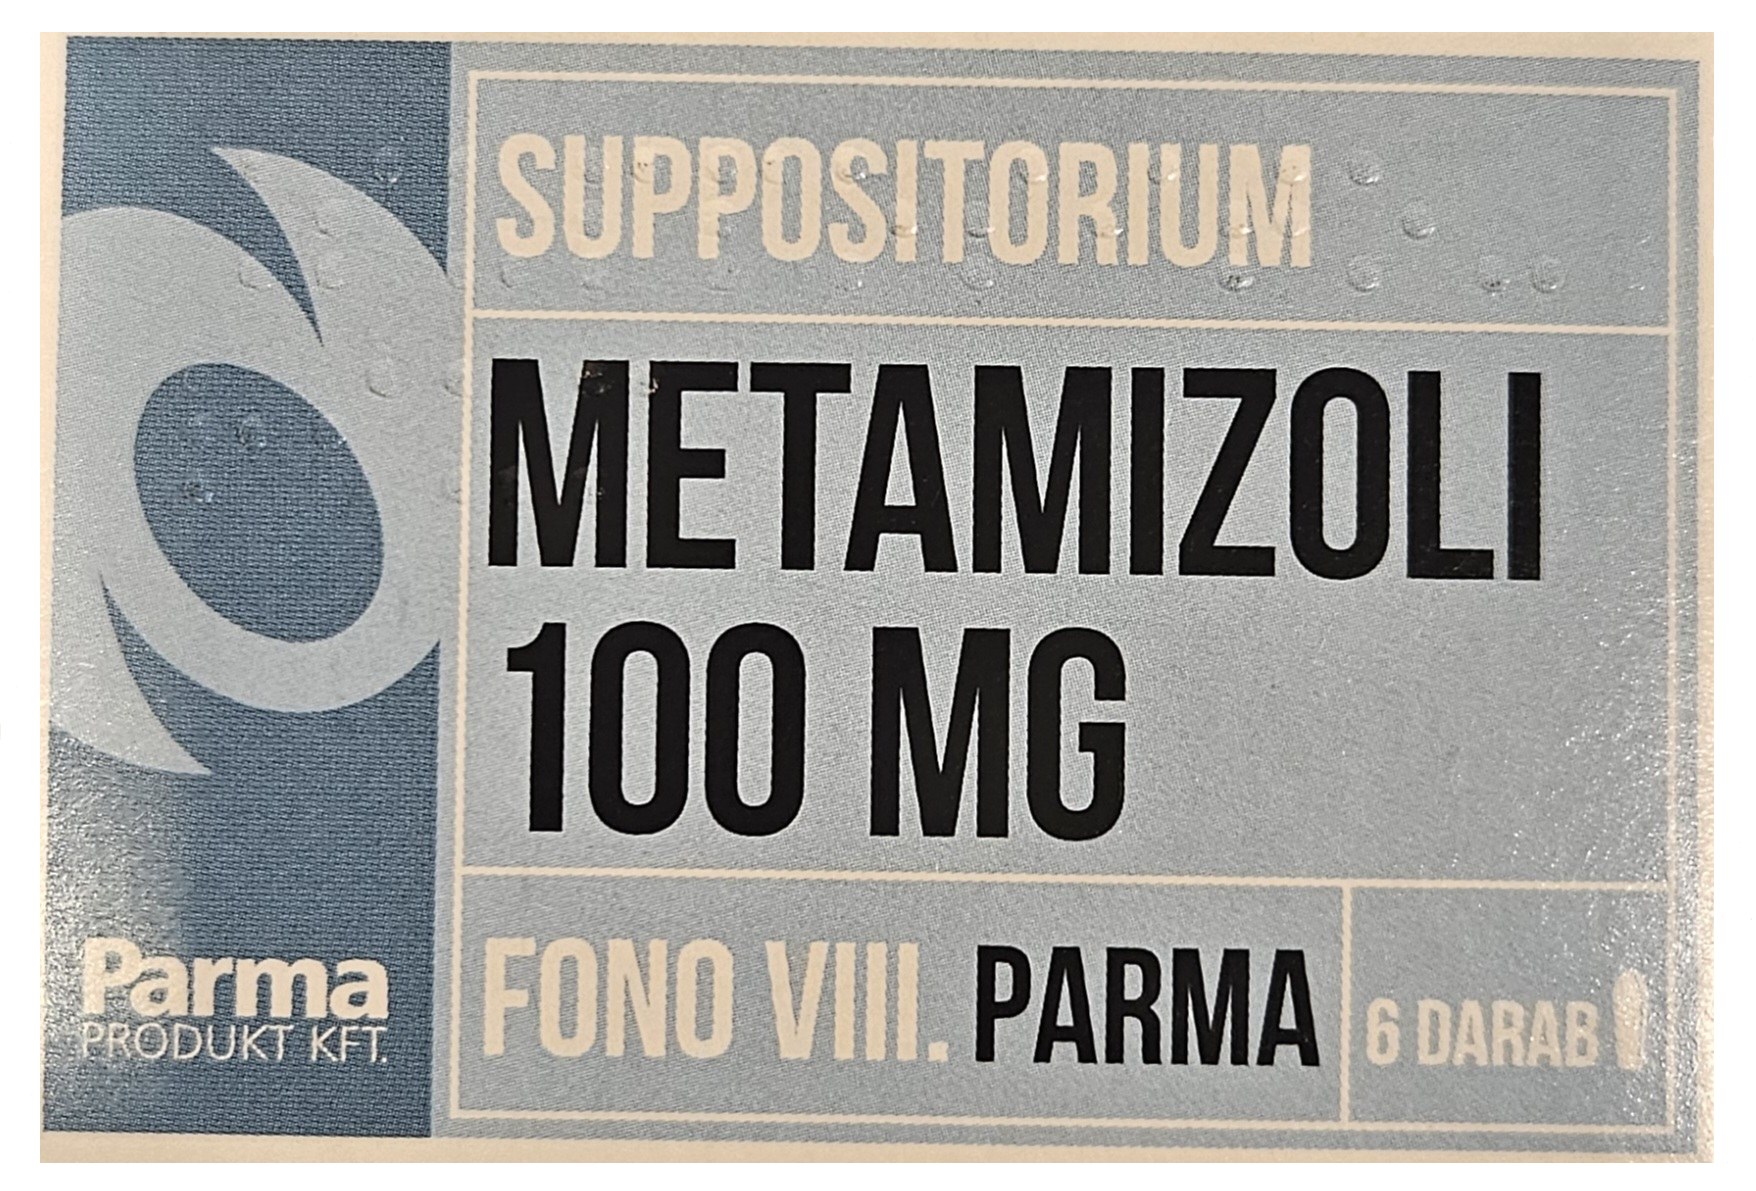 SUPPOSITORIUM
METAMIZOLI
100 MG
Parma
PRODUKT KFT.
FONO VIII. PARMA
6 DARAB